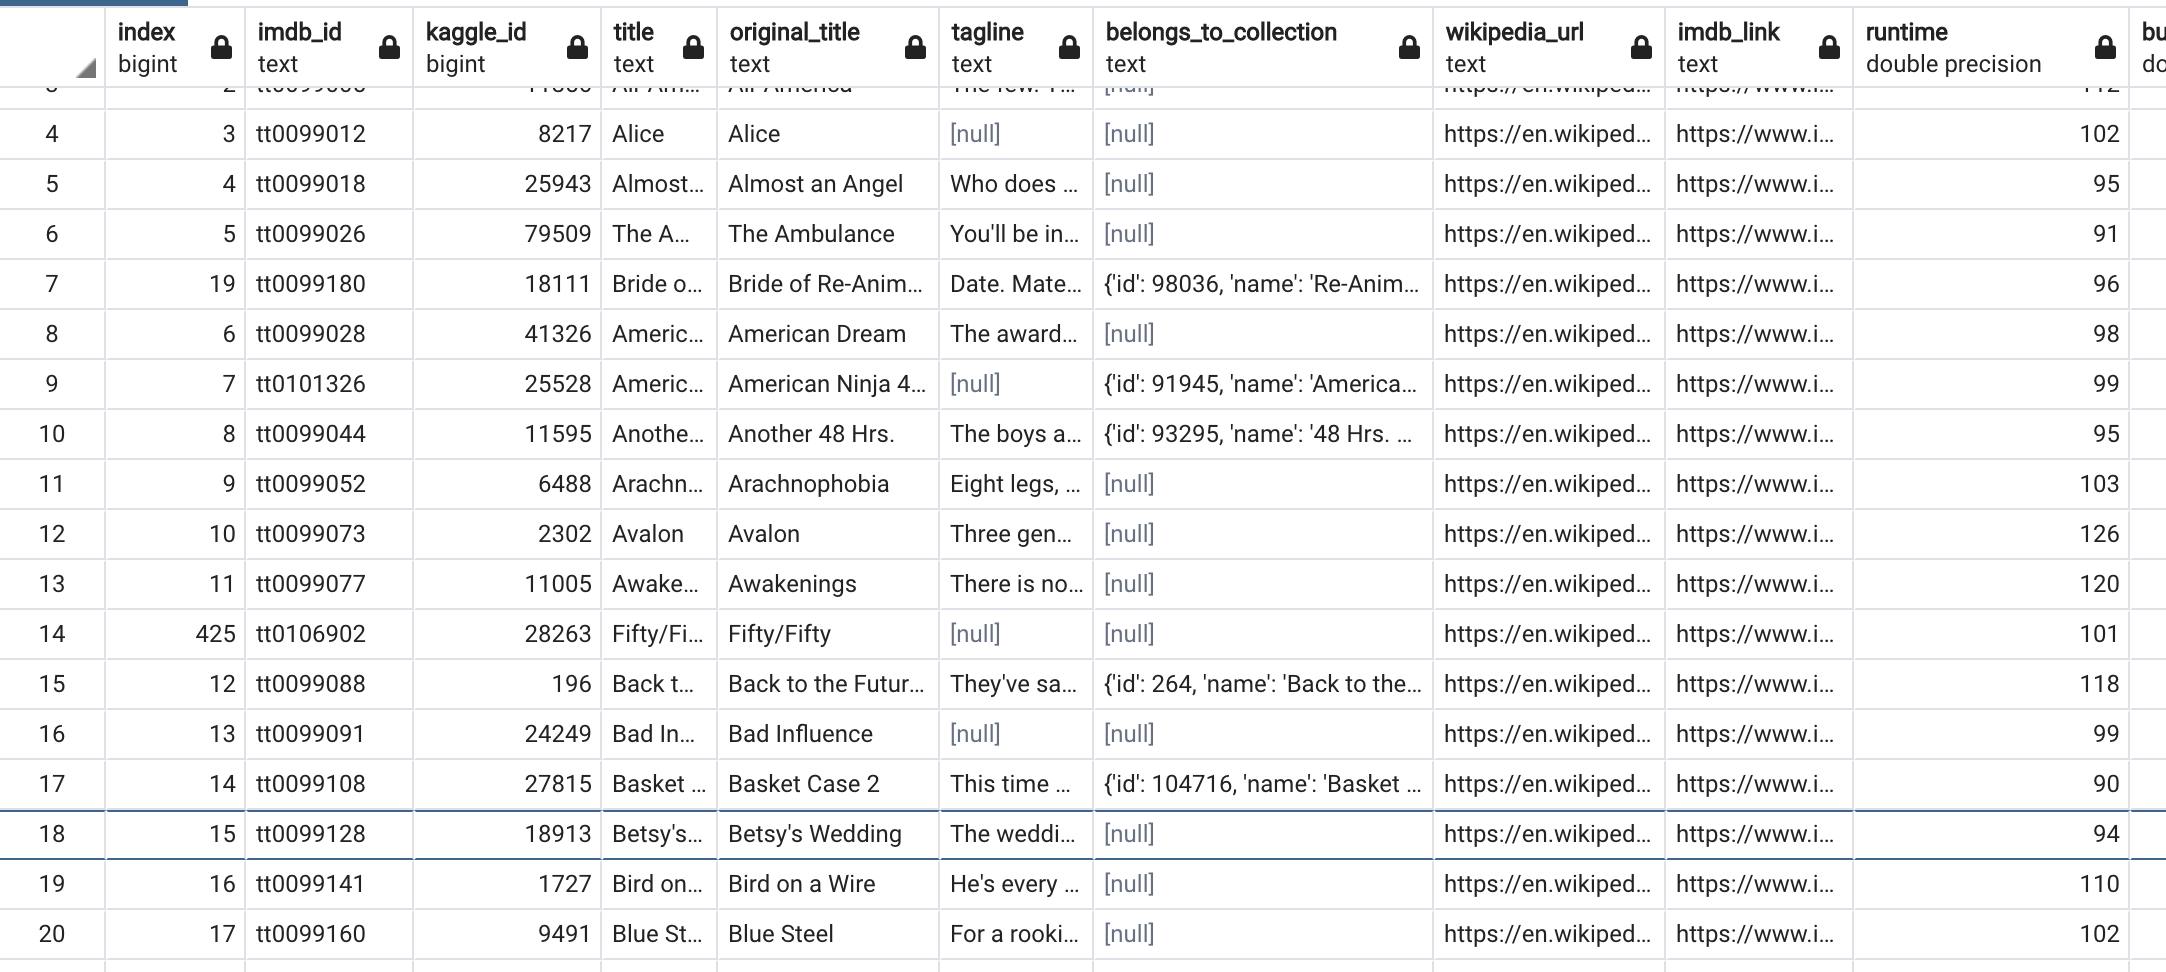 index imdb_id kaggle_id title original_title tagline belongs_to_collection wikipedia_url imdb_link runtime bu
bigint text bigint text text text text text text double precision do
4 3 tt0099012 8217 Alice Alice [null] [null] https://en.wikiped... https://www.i... 102
5 4 tt0099018 25943 Almost... Almost an Angel Who does ... [null] https://en.wikiped... https://www.i... 95
6 5 tt0099026 79509 The A... The Ambulance You'll be in... [null] https://en.wikiped... https://www.i... 91
7 19 tt0099180 18111 Bride o... Bride of Re-Anim... Date. Mate... {'id': 98036, 'name': 'Re-Anim... https://en.wikiped... https://www.i... 96
8 6 tt0099028 41326 Americ... American Dream The award... [null] https://en.wikiped... https://www.i... 98
9 7 tt0101326 25528 Americ... American Ninja 4... [null] {'id': 91945, 'name': 'America... https://en.wikiped... https://www.i... 99
10 8 tt0099044 11595 Anothe... Another 48 Hrs. The boys a... {'id': 93295, 'name': '48 Hrs. ... https://en.wikiped... https://www.i... 95
11 9 tt0099052 6488 Arachn... Arachnophobia Eight legs, ... [null] https://en.wikiped... https://www.i... 103
12 10 tt0099073 2302 Avalon Avalon Three gen... [null] https://en.wikiped... https://www.i... 126
13 11 tt0099077 11005 Awake... Awakenings There is no... [null] https://en.wikiped... https://www.i... 120
14 425 tt0106902 28263 Fifty/Fi... Fifty/Fifty [null] [null] https://en.wikiped... https://www.i... 101
15 12 tt0099088 196 Back t... Back to the Futur... They've sa... {'id': 264, 'name': 'Back to the... https://en.wikiped... https://www.i... 118
16 13 tt0099091 24249 Bad In... Bad Influence [null] [null] https://en.wikiped... https://www.i... 99
17 14 tt0099108 27815 Basket ... Basket Case 2 This time ... {'id': 104716, 'name': 'Basket ... https://en.wikiped... https://www.i... 90
18 15 tt0099128 18913 Betsy's... Betsy's Wedding The weddi... [null] https://en.wikiped... https://www.i... 94
19 16 tt0099141 1727 Bird on... Bird on a Wire He's every ... [null] https://en.wikiped... https://www.i... 110
20 17 tt0099160 9491 Blue St... Blue Steel For a rooki... [null] https://en.wikiped... https://www.i... 102